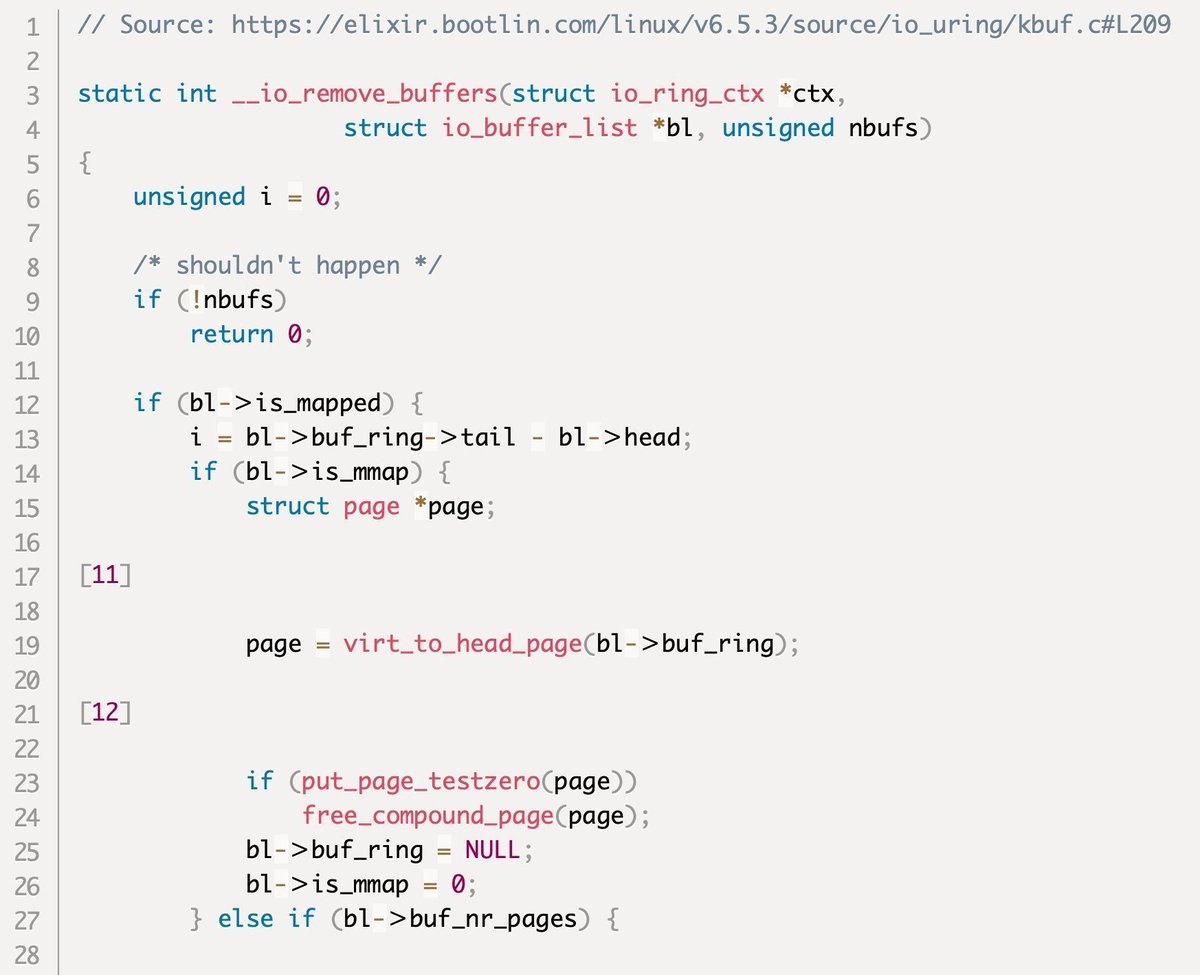 1 // Source: https://elixir.bootlin.com/linux/v6.5.3/source/io_uring/kbuf.c#L209
2
3 static int __io_remove_buffers(struct io_ring_ctx *ctx,
4 struct io_buffer_list *bl, unsigned nbufs)
5 {
6 unsigned i = 0;
7
8 /* shouldn't happen */
9 if (!nbufs)
10 return 0;
11
12 if (bl->is_mapped) {
13 i = bl->buf_ring->tail - bl->head;
14 if (bl->is_mmap) {
15 struct page *page;
16
17 [11]
18
19 page = virt_to_head_page(bl->buf_ring);
20
21 [12]
22
23 if (put_page_testzero(page))
24 free_compound_page(page);
25 bl->buf_ring = NULL;
26 bl->is_mmap = 0;
27 } else if (bl->buf_nr_pages) {
28